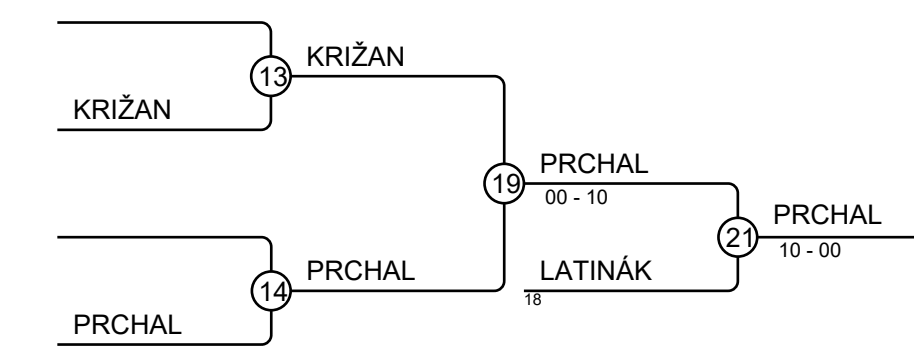 KRIŽAN
13
KRIŽAN
PRCHAL
19
00 - 10
PRCHAL
21
10 - 00
PRCHAL
14
LATINÁK
18
PRCHAL